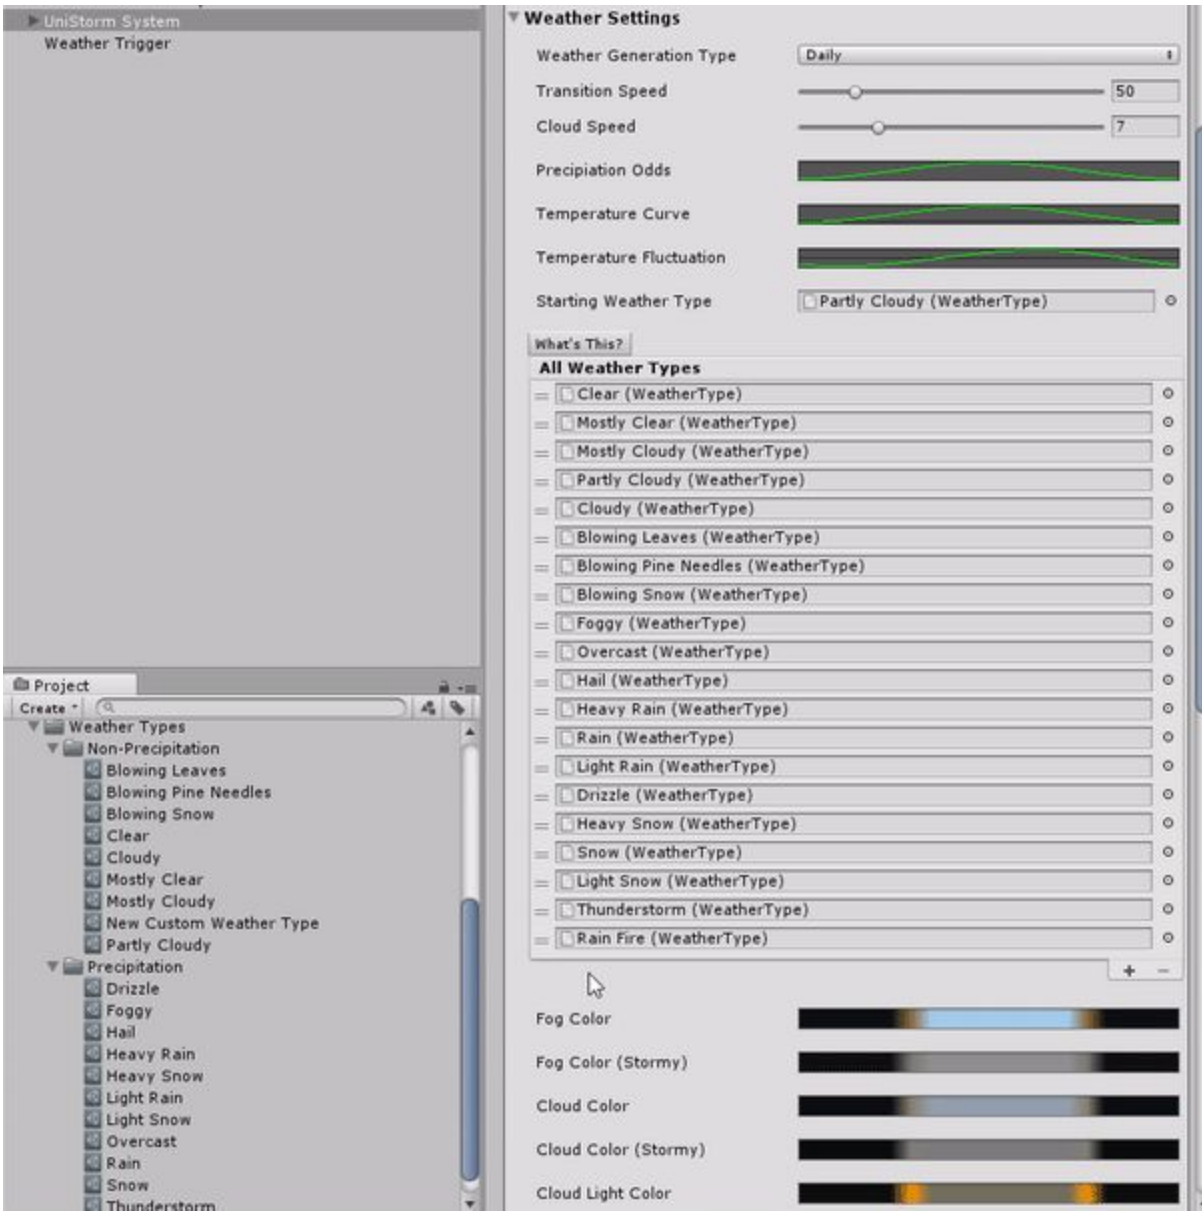 UniStorm System
Weather Trigger
Project
Create
Weather Types
Non-Precipitation
Blowing Leaves
Blowing Pine Needles
Blowing Snow
Clear
Cloudy
Mostly Clear
Mostly Cloudy
New Custom Weather Type
Partly Cloudy
Precipitation
Drizzle
Foggy
Hail
Heavy Rain
Heavy Snow
Light Rain
Light Snow
Overcast
Rain
Snow
Thunderstorm
Weather Settings
Weather Generation Type Daily
Transition Speed 50
Cloud Speed 7
Precipiation Odds
Temperature Curve
Temperature Fluctuation
Starting Weather Type Partly Cloudy (WeatherType)
What's This?
All Weather Types
Clear (WeatherType)
Mostly Clear (WeatherType)
Mostly Cloudy (WeatherType)
Partly Cloudy (WeatherType)
Cloudy (WeatherType)
Blowing Leaves (WeatherType)
Blowing Pine Needles (WeatherType)
Blowing Snow (WeatherType)
Foggy (WeatherType)
Overcast (WeatherType)
Hail (WeatherType)
Heavy Rain (WeatherType)
Rain (WeatherType)
Light Rain (WeatherType)
Drizzle (WeatherType)
Heavy Snow (WeatherType)
Snow (WeatherType)
Light Snow (WeatherType)
Thunderstorm (WeatherType)
Rain Fire (WeatherType)
+ −
Fog Color
Fog Color (Stormy)
Cloud Color
Cloud Color (Stormy)
Cloud Light Color